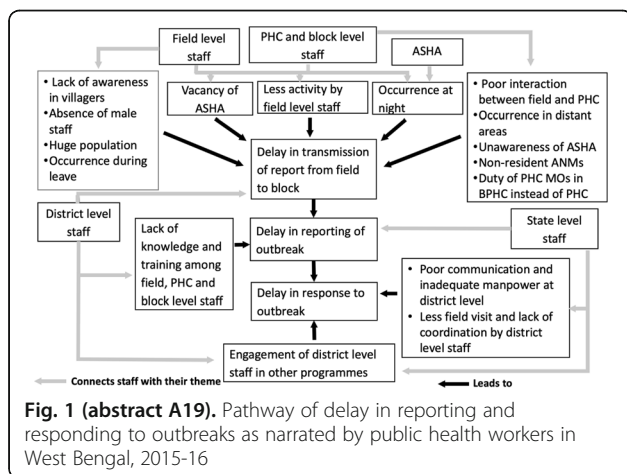 Field level
staff
PHC and block level
staff
ASHA
• Lack of awareness
in villagers
•Absence of male
staff
•Huge population
•Occurrence during
leave
Vacancy of
ASHA
Less activity by
field level staff
Occurrence at
night
• Poor interaction
between field and PHC
• Occurrence in distant
areas
• Unawareness of ASHA
• Non-resident ANMs
• Duty of PHC MOs in
BPHC instead of PHC
Delay in transmission
of report from field
to block
District level
staff
Lack of
knowledge and
training among
field, PHC and
block level staff
Delay in reporting of
outbreak
State level
staff
Delay in response to
outbreak
• Poor communication and
inadequate manpower at
district level
• Less field visit and lack of
coordination by district
level staff
Engagement of district level
staff in other programmes
Connects staff with their theme
Leads to
Fig. 1 (abstract A19). Pathway of delay in reporting and
responding to outbreaks as narrated by public health workers in
West Bengal, 2015-16